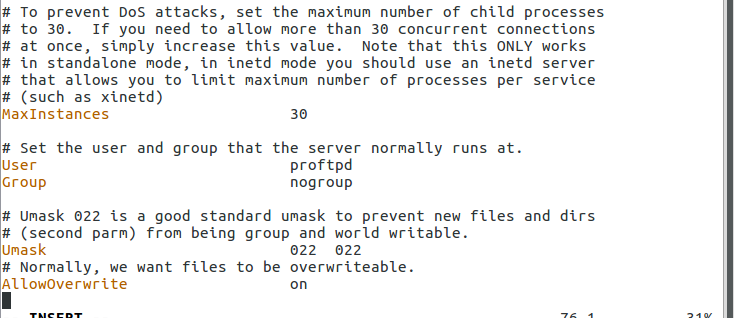 # To prevent DoS attacks, set the maximum number of child processes
# to 30.  If you need to allow more than 30 concurrent connections
# at once, simply increase this value.  Note that this ONLY works
# in standalone mode, in inetd mode you should use an inetd server
# that allows you to limit maximum number of processes per service
# (such as xinetd)
MaxInstances                    30
# Set the user and group that the server normally runs at.
User                            proftpd
Group                           nogroup
# Umask 022 is a good standard umask to prevent new files and dirs
# (second parm) from being group and world writable.
Umask                           022  022
# Normally, we want files to be overwriteable.
AllowOverwrite                  on
INSERT                          76,1          31%